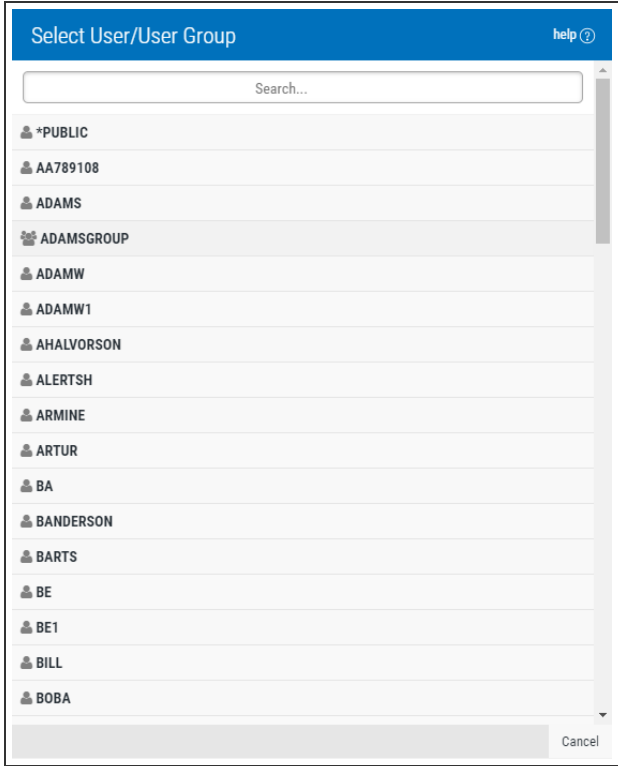 Select User/User Group
help ?
Search...
*PUBLIC
AA789108
ADAMS
ADAMSGROUP
ADAMW
ADAMW1
AHALVORSON
ALERTSH
ARMINE
ARTUR
BA
BANDERSON
BARTS
BE
BE1
BILL
BOBA
Cancel